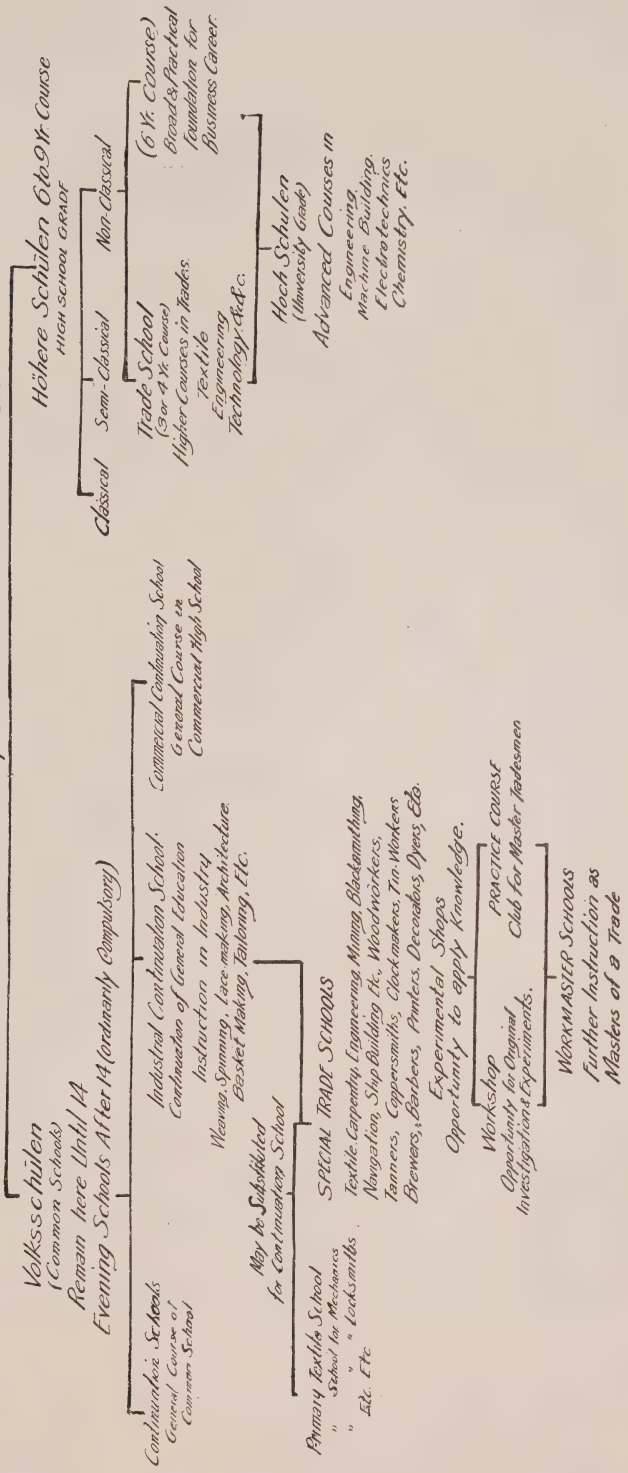 Volksschülen
(Common Schools)
Remain here Until 14
Evening Schools After 14 (ordinarily Compulsory)
Continuation Schools
General Course of
Common School
Industrial Continuation School.
Continuation of General Education
Instruction in Industry
Weaving, Spinning, Lace-making, Architecture
Basket Making, Tailoring, Etc.
Commercial Continuation School
General Course in
Commercial High School
May be Substituted
for Continuation School
Primary Textile School
" School for Mechanics
" " " Locksmiths
Etc. Etc
SPECIAL TRADE SCHOOLS
Textile, Carpentry, Engineering, Mining, Blacksmithing,
Navigation, Ship Building Etc., Woodworkers,
Tanners, Coppersmiths, Clockmakers, Tin-Workers
Brewers, Barbers, Printers, Decorators, Dyers, Etc.
Experimental Shops
Opportunity to apply Knowledge.
Workshop
Opportunity for Original
Investigation & Experiments.
PRACTICE COURSE
Club For Master Tradesmen
WORKMASTER SCHOOLS
Further Instruction as
Masters of a Trade
Höhere Schülen 6 to 9 Yr. Course
HIGH SCHOOL GRADE
Classical Semi-Classical Non-Classical
Trade School
(3 or 4 Yr. Course)
Higher Courses in Trades.
Textile
Engineering
Technology, &c&c.
(6 Yr. Course)
Broad & Practical
foundation for
Business Career.
Hoch Schulen
(University Grade)
Advanced Courses in
Engineering
Machine Building.
Electrotechnics
Chemistry. Etc.